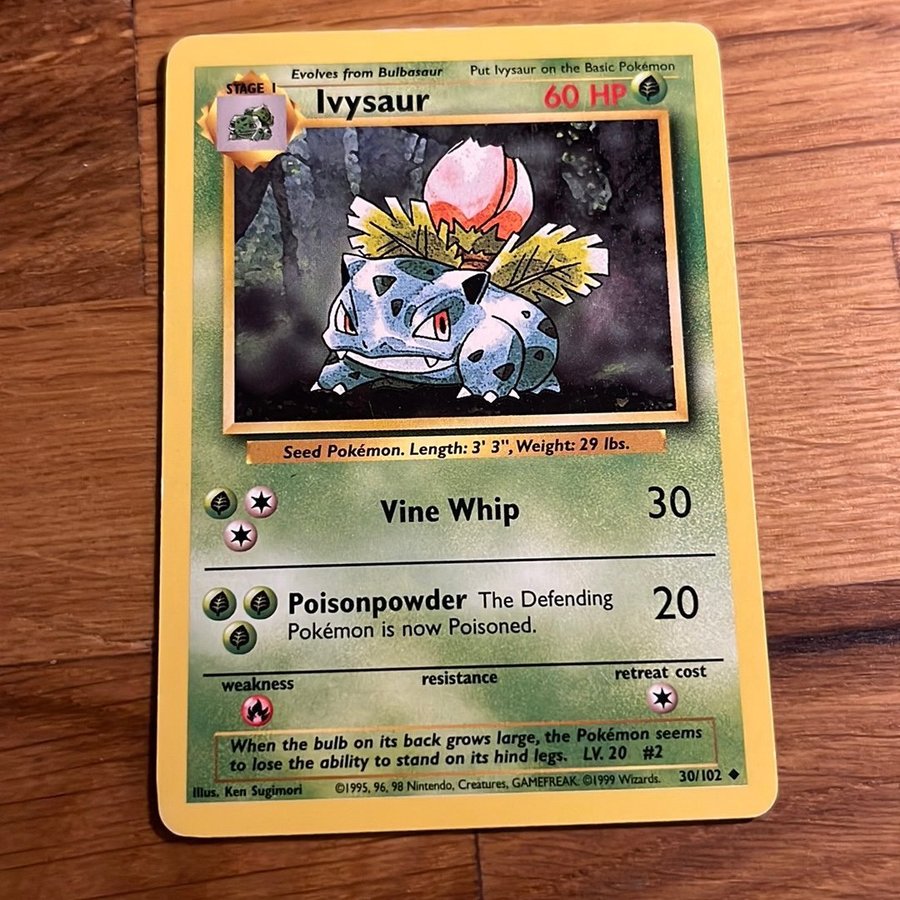 Evolves from Bulbasaur Put Ivysaur on the Basic Pokémon
STAGE 1
Ivysaur 60 HP
Seed Pokémon. Length: 3' 3", Weight: 29 lbs.
Vine Whip 30
Poisonpowder The Defending
Pokémon is now Poisoned.
20
weakness resistance retreat cost
When the bulb on its back grows large, the Pokémon seems
to lose the ability to stand on its hind legs. LV. 20 #2
Illus. Ken Sugimori ©1995, 96, 98 Nintendo, Creatures, GAMEFREAK. ©1999 Wizards. 30/102